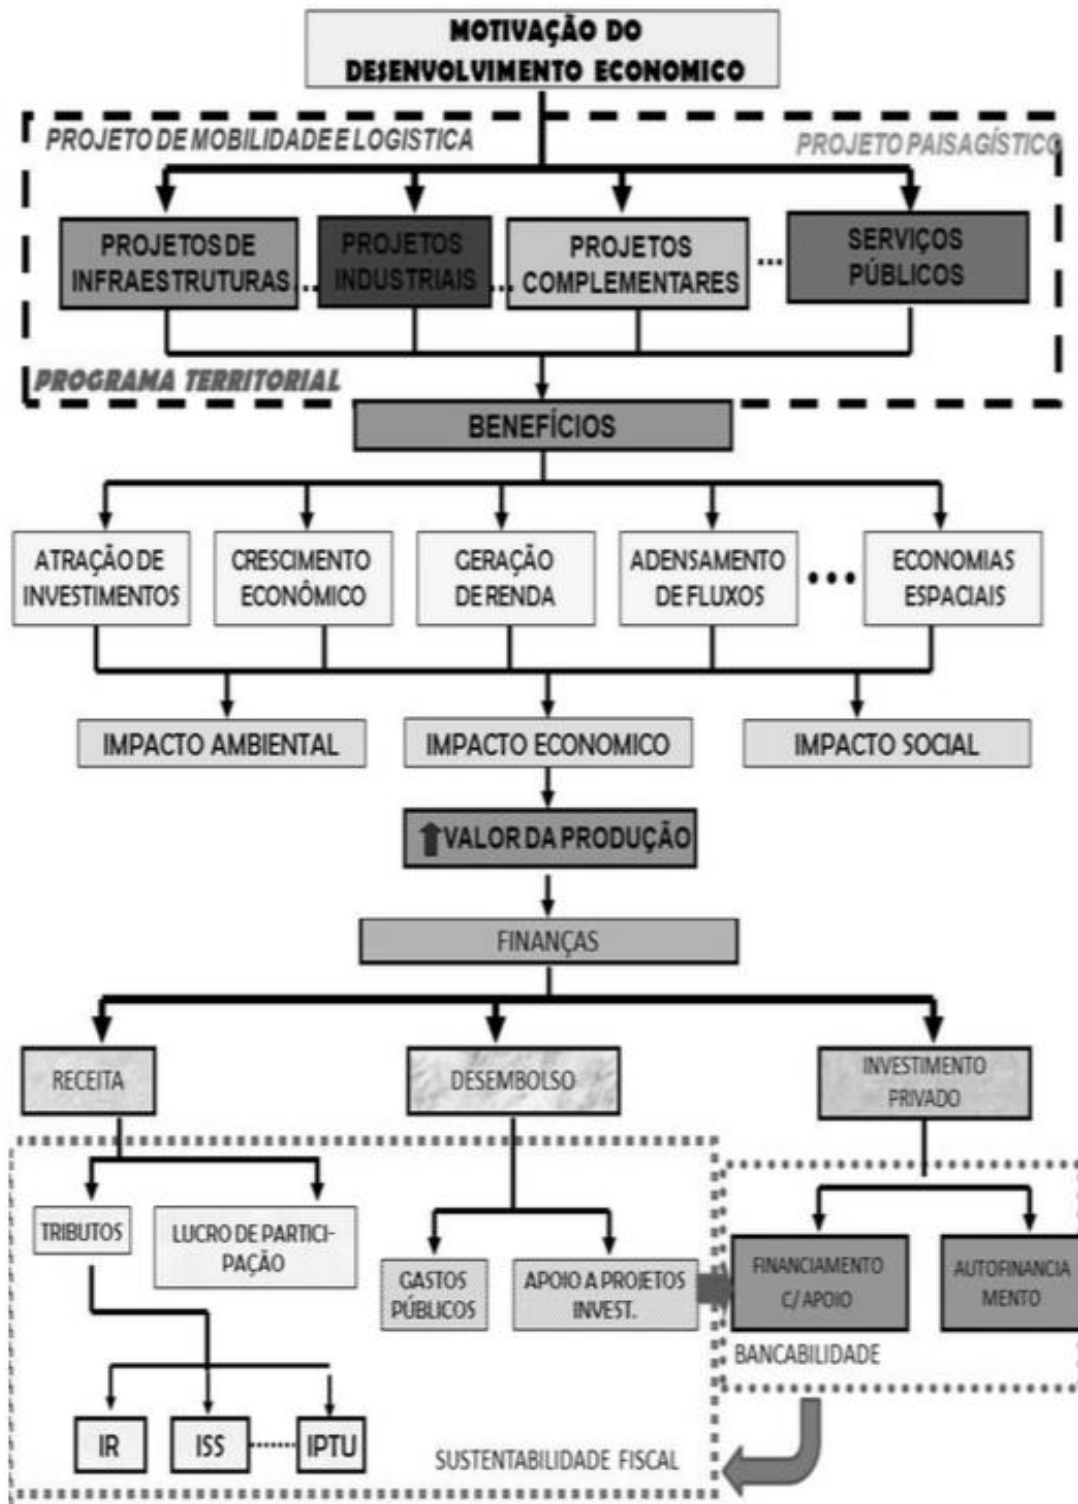 MOTIVAÇÃO DO
DESENVOLVIMENTO ECONOMICO
PROJETO DE MOBILIDADE E LOGISTICA
PROJETO PAISAGÍSTICO
PROJETOS DE
INFRAESTRUTURAS
...
PROJETOS
INDUSTRIAIS
...
PROJETOS
COMPLEMENTARES
...
SERVIÇOS
PÚBLICOS
PROGRAMA TERRITORIAL
BENEFÍCIOS
ATRAÇÃO DE
INVESTIMENTOS
CRESCIMENTO
ECONÔMICO
GERAÇÃO
DE RENDA
ADENSAMENTO
DE FLUXOS
...
ECONOMIAS
ESPACIAIS
IMPACTO AMBIENTAL
IMPACTO ECONOMICO
IMPACTO SOCIAL
VALOR DA PRODUÇÃO
FINANÇAS
RECEITA
DESEMBOLSO
INVESTIMENTO
PRIVADO
TRIBUTOS
LUCRO DE PARTICI-
PAÇÃO
GASTOS
PÚBLICOS
APOIO A PROJETOS
INVEST.
FINANCIAMENTO
C/ APOIO
AUTOFINANCIA
MENTO
BANCABILIDADE
IR
ISS
IPTU
SUSTENTABILIDADE FISCAL